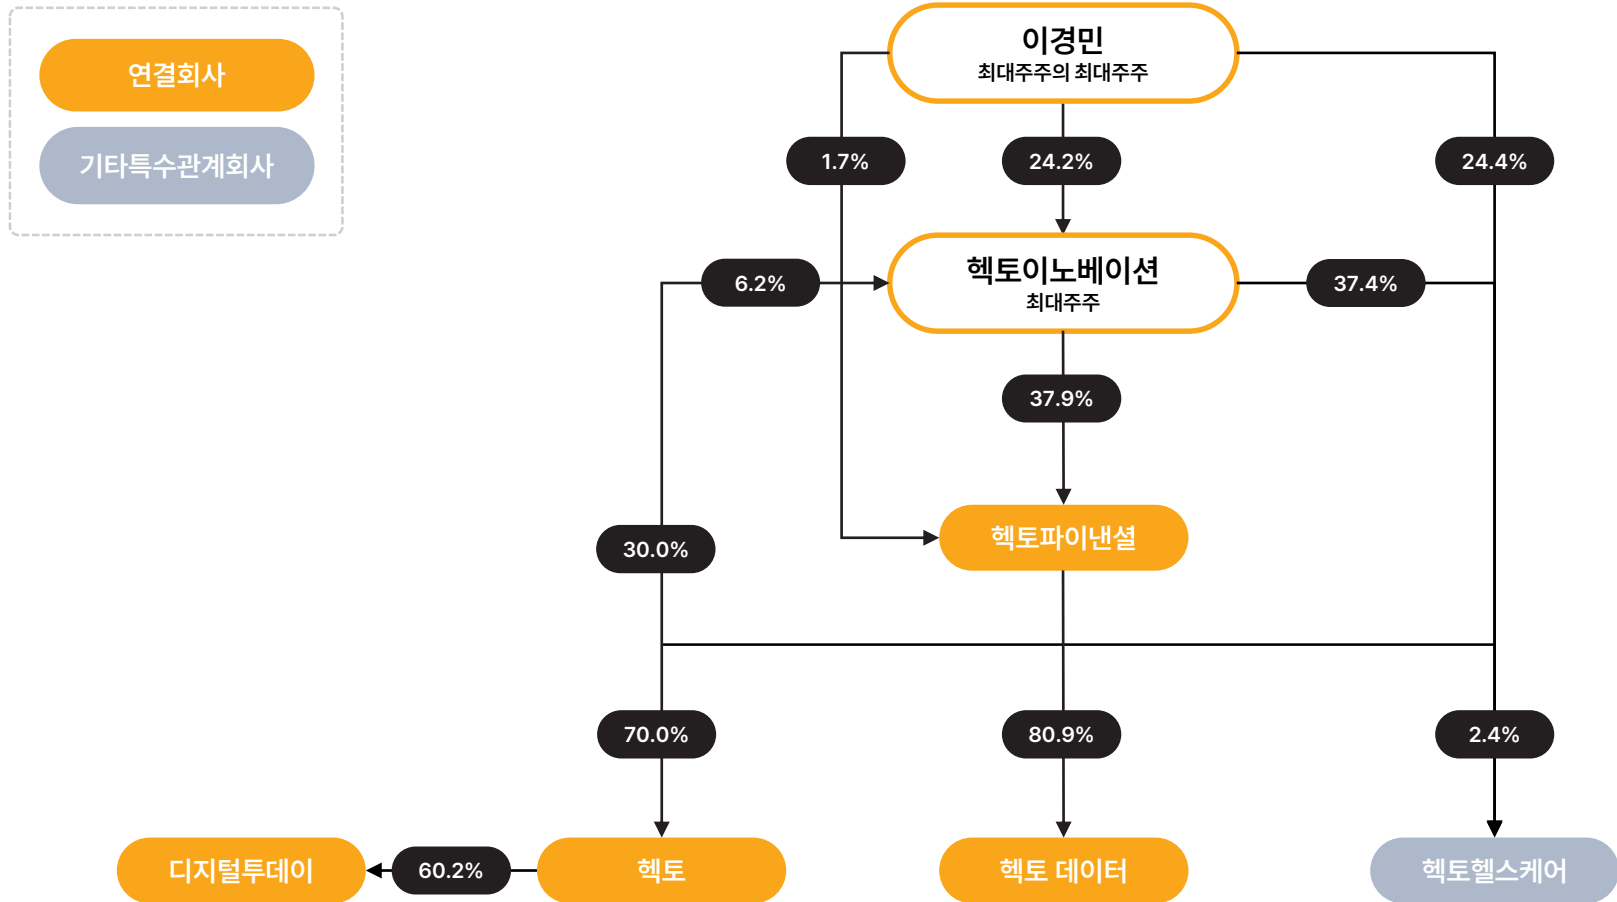 연결회사
기타특수관계회사
이경민
최대주주의 최대주주
1.7%
24.2%
24.4%
헥토이노베이션
최대주주
6.2%
37.4%
37.9%
헥토파이낸셜
30.0%
70.0%
80.9%
2.4%
디지털투데이
60.2%
헥토
헥토 데이터
헥토헬스케어